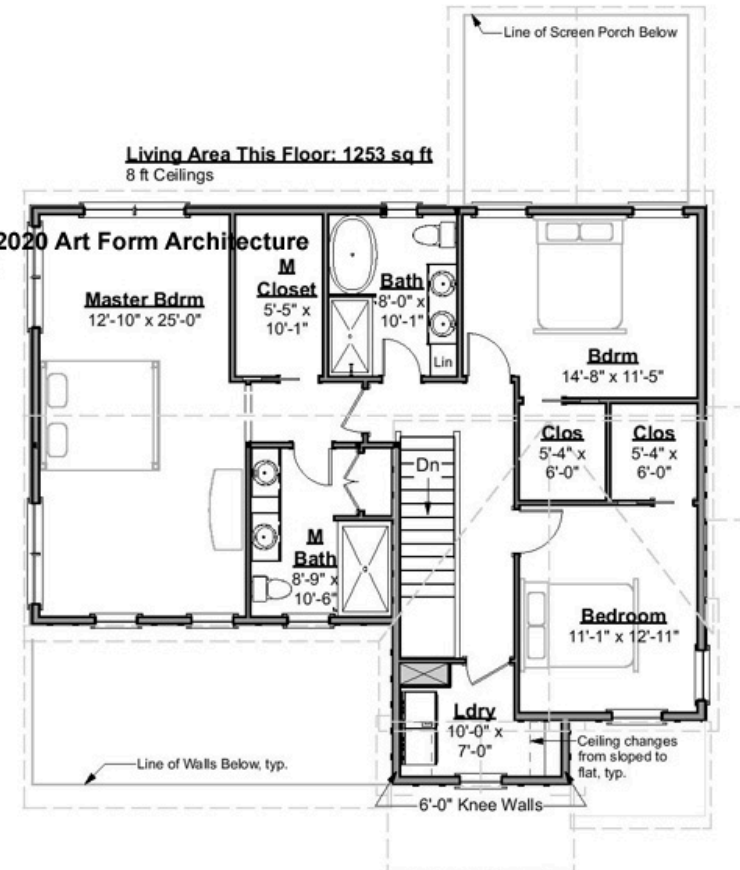 Line of Screen Porch Below
Living Area This Floor: 1253 sq ft
8 ft Ceilings
2020 Art Form Architecture
Master Bdrm
12'-10" x 25'-0"
M
Closet
5'-5" x
10'-1"
Bath
8'-0" x
10'-1"
Lin
Bdrm
14'-8" x 11'-5"
Clos
5'-4" x
6'-0"
Clos
5'-4" x
6'-0"
Dn
M
Bath
8'-9" x
10'-6"
Bedroom
11'-1" x 12'-11"
Ldry
10'-0" x
7'-0"
Ceiling changes
from sloped to
flat, typ.
Line of Walls Below, typ.
6'-0" Knee Walls